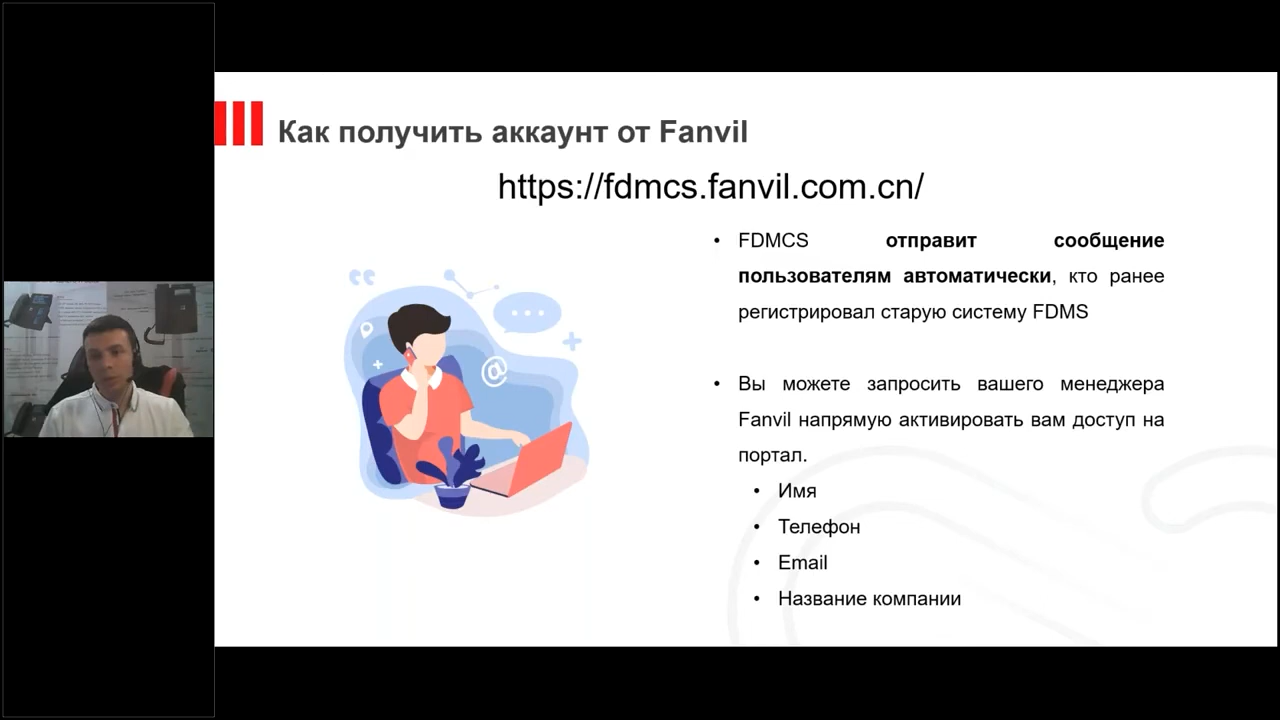 Как получить аккаунт от Fanvil
https://fdmcs.fanvil.com.cn/
• FDMCS отправит сообщение
пользователям автоматически, кто ранее
регистрировал старую систему FDMS
• Вы можете запросить вашего менеджера
Fanvil напрямую активировать вам доступ на
портал.
• Имя
• Телефон
• Email
• Название компании
@